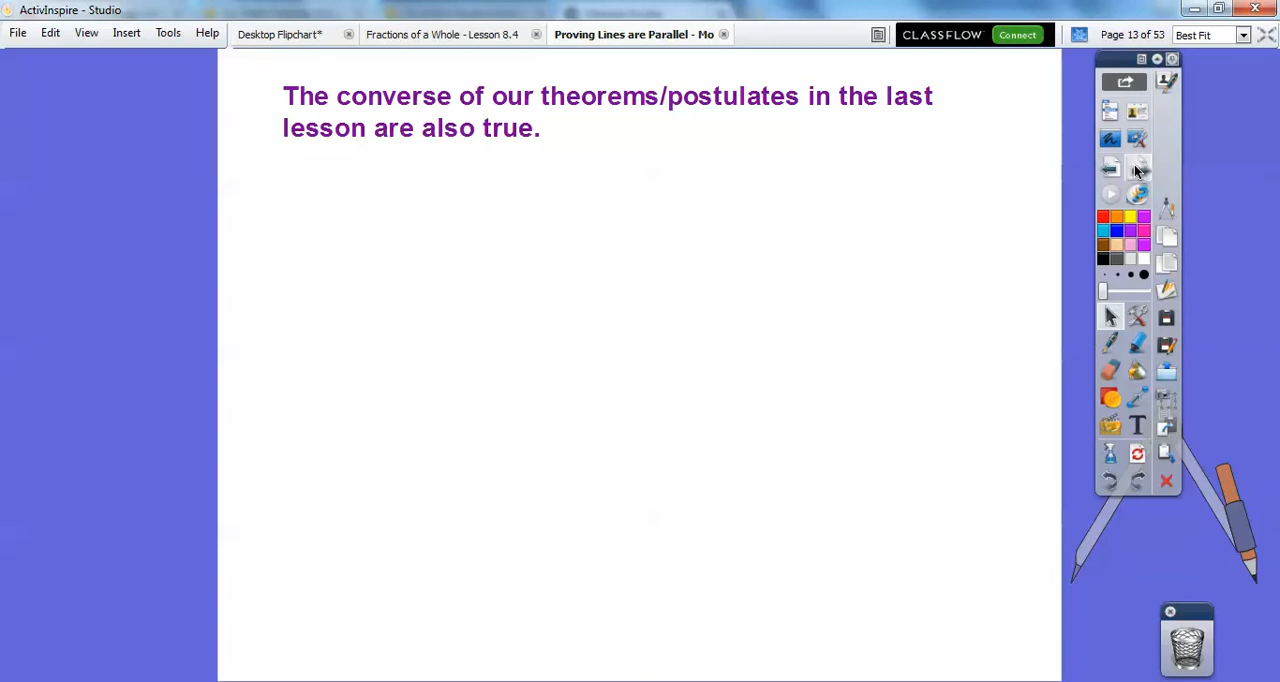 ActivInspire - Studio
File Edit View Insert Tools Help
Desktop Flipchart*
Fractions of a Whole - Lesson 8.4
Proving Lines are Parallel - Mo
CLASSFLOW Connect
Page 13 of 53
Best Fit
The converse of our theorems/postulates in the last
lesson are also true.
T